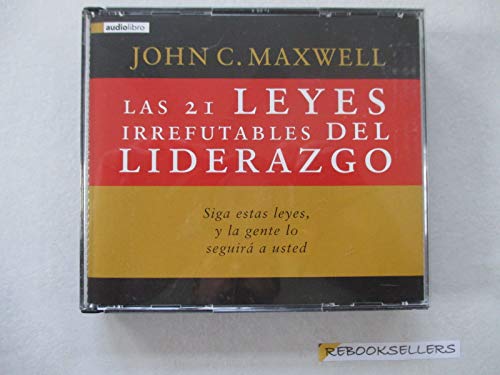 audiolibro
JOHN C. MAXWELL
LAS 21 LEYES
IRREFUTABLES DEL
LIDERAZGO
Siga estas leyes,
y la gente lo
seguirá a usted
REBOOKSELLERS